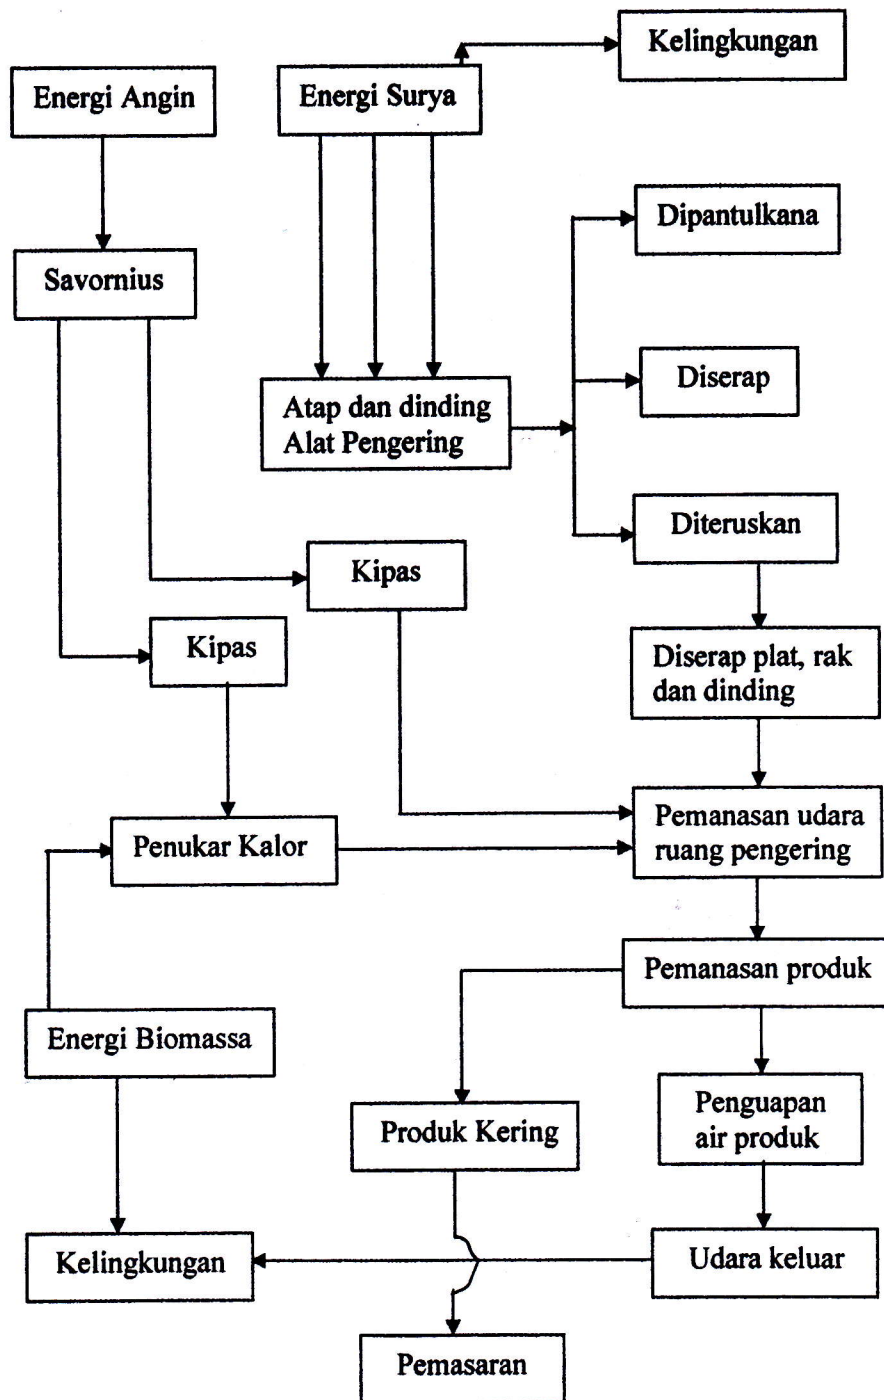 Kelingkungan
Energi Angin
Energi Surya
Dipantulkana
Savornius
Diserap
Atap dan dinding
Alat Pengering
Diteruskan
Kipas
Kipas
Diserap plat, rak
dan dinding
Pemanasan udara
ruang pengering
Penukar Kalor
Pemanasan produk
Energi Biomassa
Penguapan
air produk
Produk Kering
Kelingkungan
Udara keluar
Pemasaran